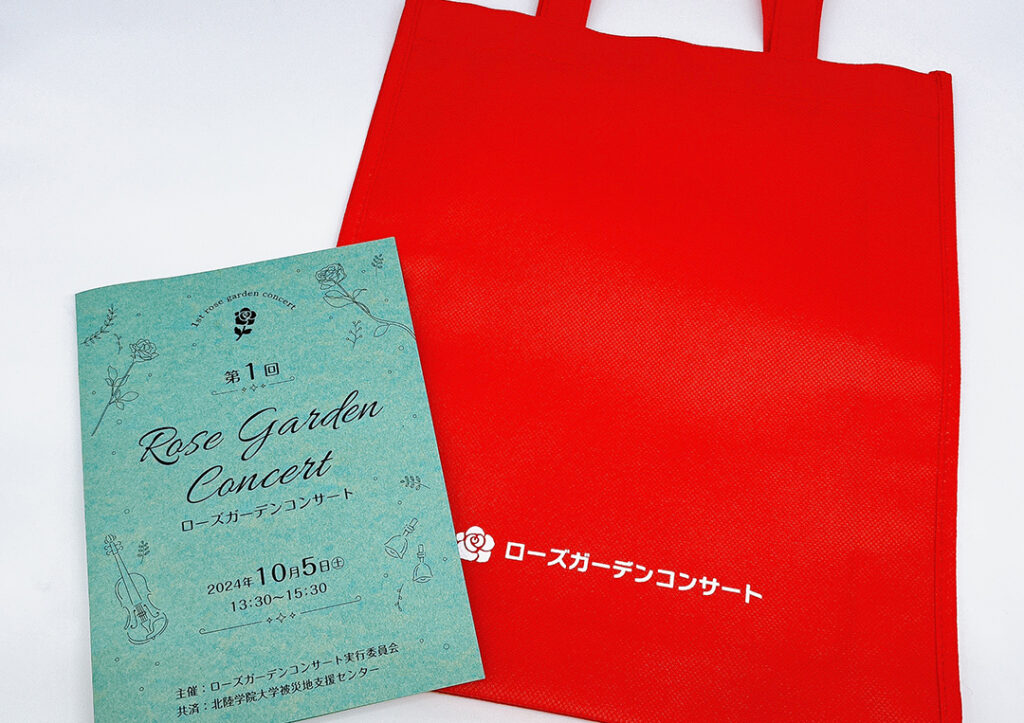 1st rose garden concert
第1回
Rose Garden
Concert
ローズガーデンコンサート
2024年10月5日㊏
13:30〜15:30
主催：ローズガーデンコンサート実行委員会
共済：北陸学院大学被災地支援センター
ローズガーデンコンサート